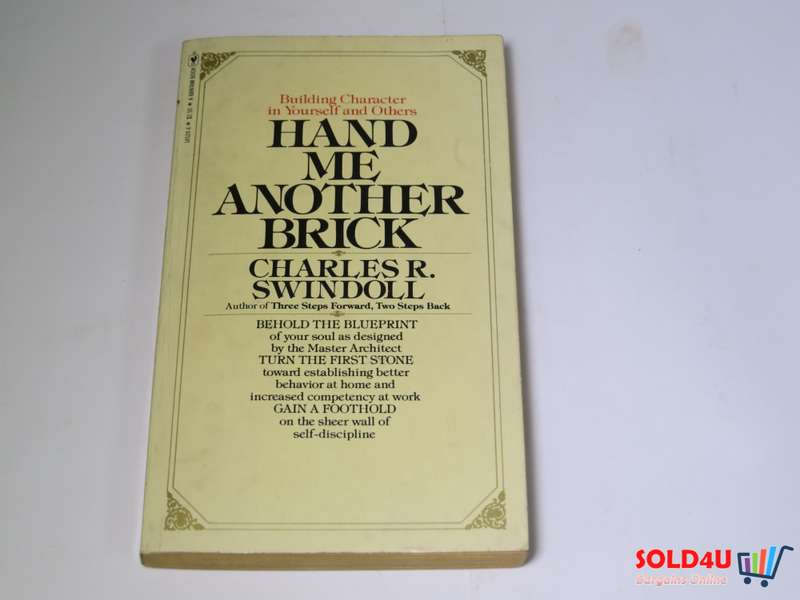 Building Character
in Yourself and Others
HAND
ME
ANOTHER
BRICK
CHARLES R.
SWINDOLL
Author of Three Steps Forward, Two Steps Back
BEHOLD THE BLUEPRINT
of your soul as designed
by the Master Architect
TURN THE FIRST STONE
toward establishing better
behavior at home and
increased competency at work
GAIN A FOOTHOLD
on the sheer wall of
self-discipline
SOLD4U
Bargains Online